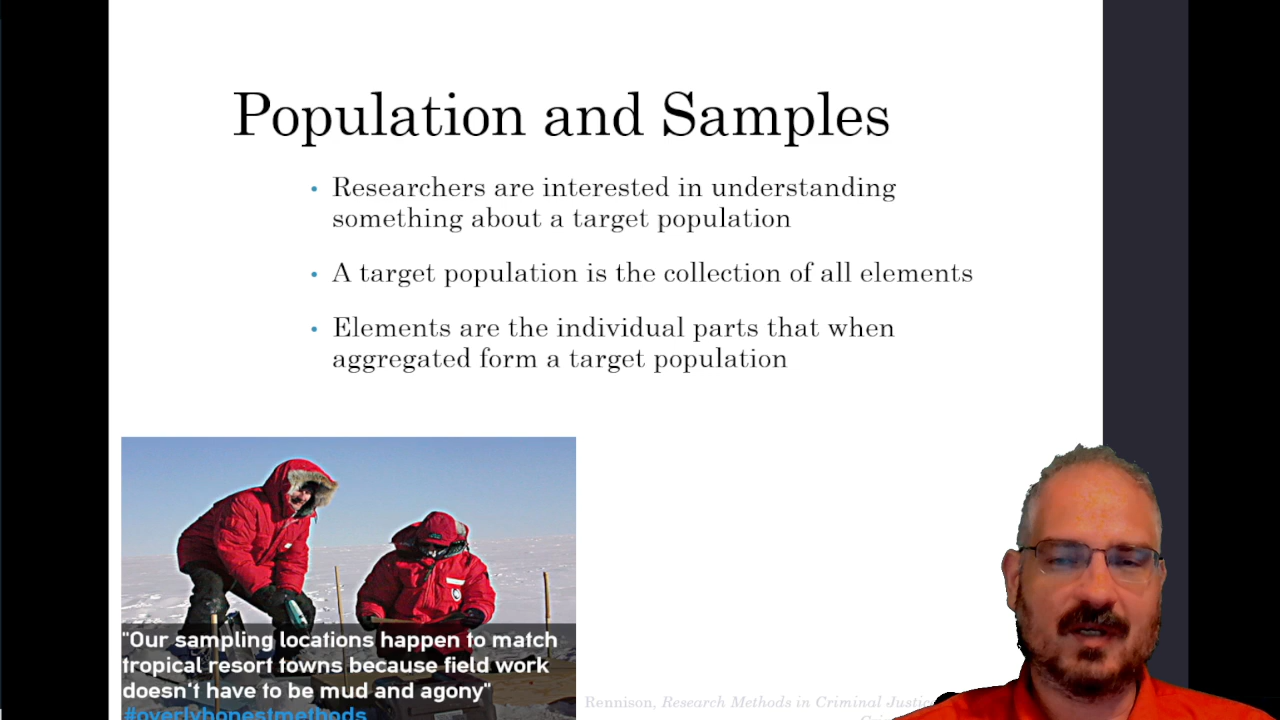 Population and Samples
• Researchers are interested in understanding
something about a target population
• A target population is the collection of all elements
• Elements are the individual parts that when
aggregated form a target population
"Our sampling locations happen to match
tropical resort towns because field work
doesn't have to be mud and agony"
#overlyhonestmethods
Rennison, Research Methods in Criminal